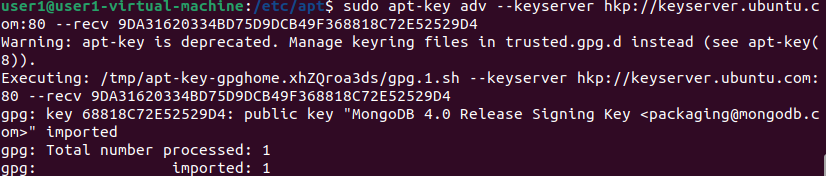 user1@user1-virtual-machine:/etc/apt$ sudo apt-key adv --keyserver hkp://keyserver.ubuntu.c
om:80 --recv 9DA31620334BD75D9DCB49F368818C72E52529D4
Warning: apt-key is deprecated. Manage keyring files in trusted.gpg.d instead (see apt-key(
8)).
Executing: /tmp/apt-key-gpghome.xhZQroa3ds/gpg.1.sh --keyserver hkp://keyserver.ubuntu.com:
80 --recv 9DA31620334BD75D9DCB49F368818C72E52529D4
gpg: key 68818C72E52529D4: public key "MongoDB 4.0 Release Signing Key <packaging@mongodb.c
om>" imported
gpg: Total number processed: 1
gpg:               imported: 1